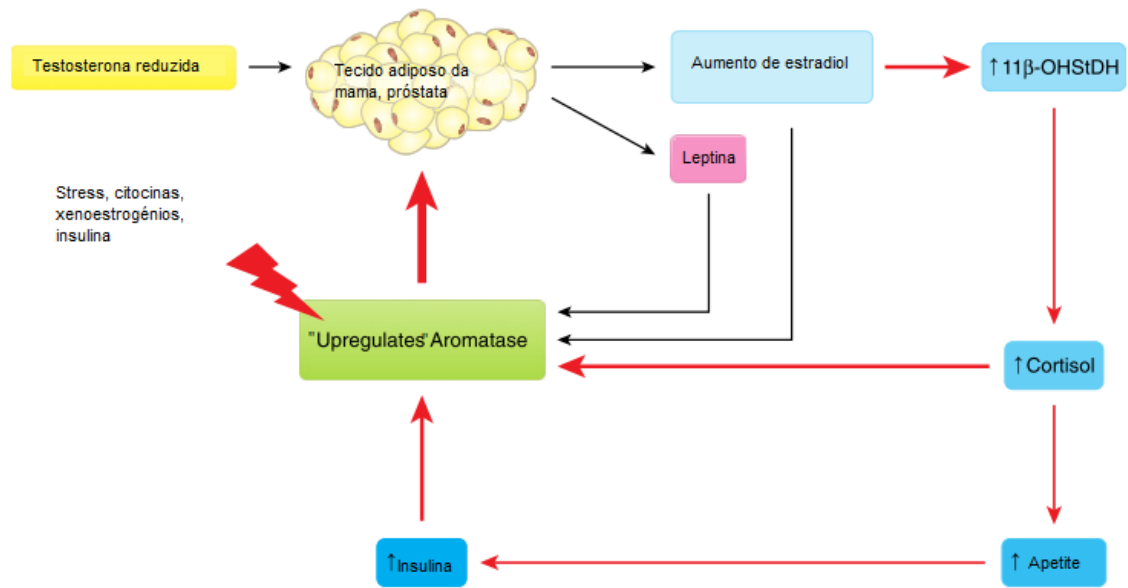 Testosterona reduzida
Tecido adiposo da
mama, próstata
Aumento de estradiol
↑11β-OHStDH
Leptina
Stress, citocinas,
xenoestrogénios,
insulina
"Upregulates" Aromatase
↑Cortisol
↑Insulina
↑ Apetite